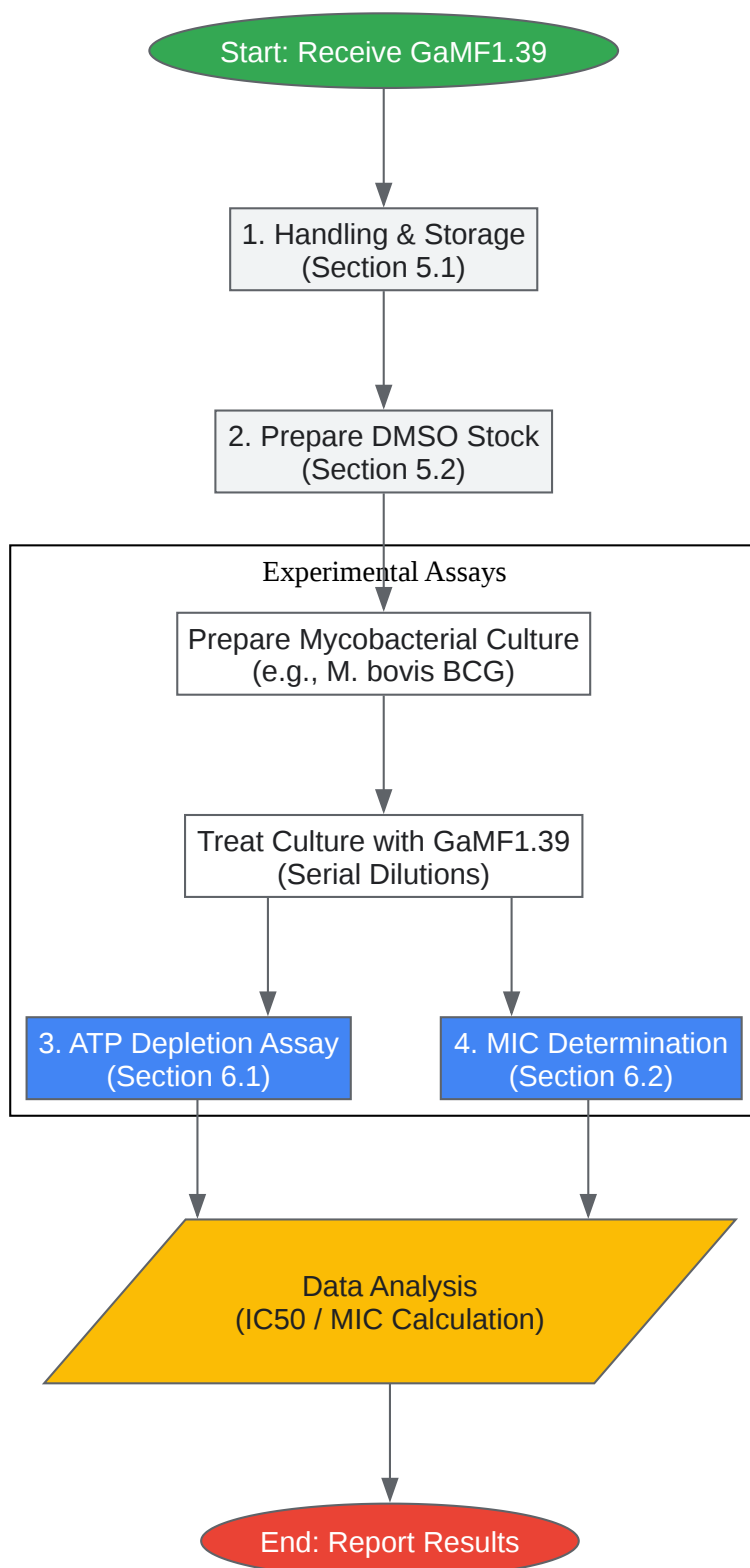 Start: Receive GaMF1.39
1. Handling & Storage
(Section 5.1)
2. Prepare DMSO Stock
(Section 5.2)
Experimental Assays
Prepare Mycobacterial Culture
(e.g., M. bovis BCG)
Treat Culture with GaMF1.39
(Serial Dilutions)
3. ATP Depletion Assay
(Section 6.1)
4. MIC Determination
(Section 6.2)
Data Analysis
(IC50 / MIC Calculation)
End: Report Results